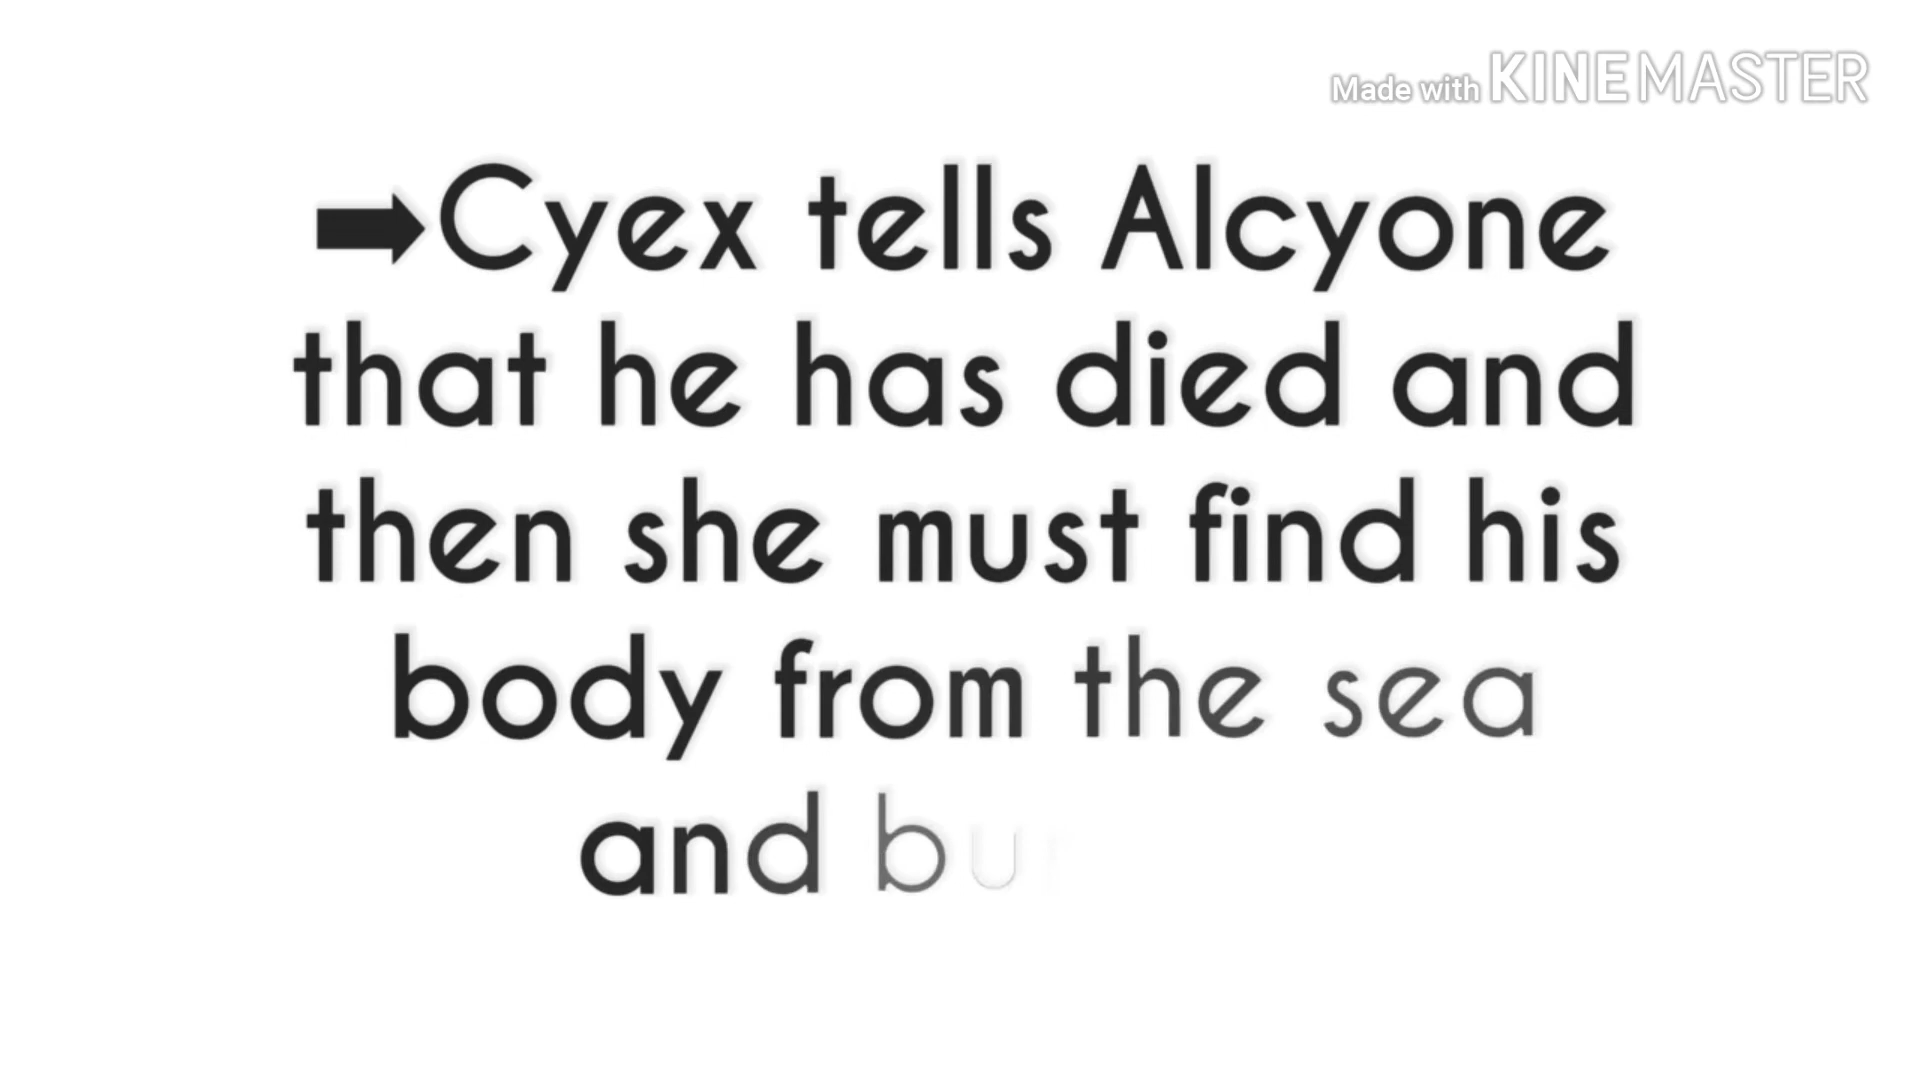 Made with KINEMASTER
➡Cyex tells Alcyone
that he has died and
then she must find his
body from the sea
and bur